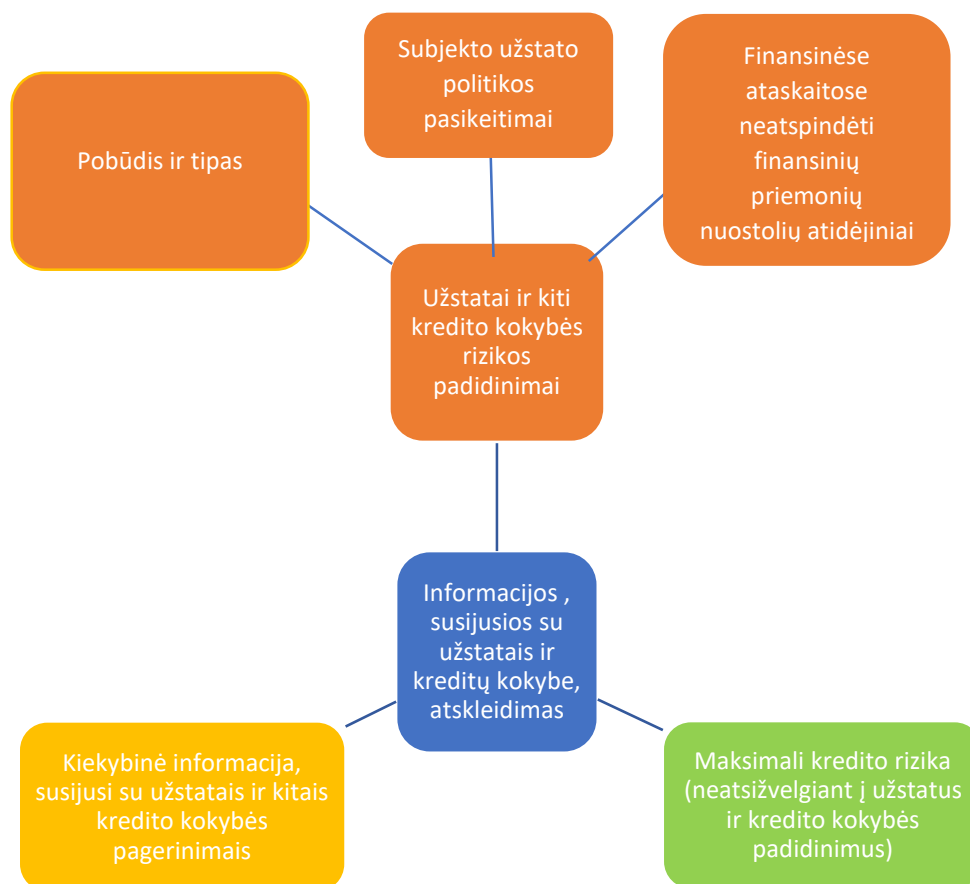 Subjekto užstato
politikos
pasikeitimai
Finansinėse
ataskaitose
neatspindėti
finansinių
priemonių
nuostolių atidėjiniai
Pobūdis ir tipas
Užstatai ir kiti
kredito kokybės
rizikos
padidinimai
Informacijos ,
susijusios su
užstatais ir
kreditų kokybe,
atskleidimas
Kiekybinė informacija,
susijusi su užstatais ir kitais
kredito kokybės
pagerinimais
Maksimali kredito rizika
(neatsižvelgiant į užstatus
ir kredito kokybės
padidinimus)